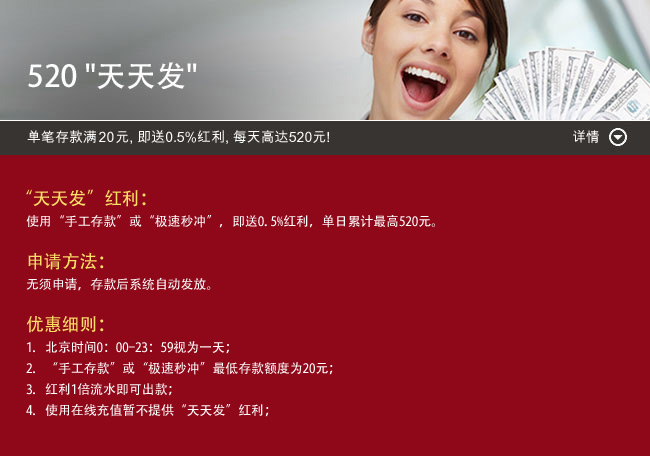 520 "天天发"
单笔存款满20元, 即送0.5%红利, 每天高达520元!
详情
“天天发”红利：
使用“手工存款”或“极速秒冲”, 即送0.5%红利, 单日累计最高520元。
申请方法：
无须申请, 存款后系统自动发放。
优惠细则：
1. 北京时间0：00-23：59视为一天；
2. “手工存款”或“极速秒冲”最低存款额度为20元；
3. 红利1倍流水即可出款；
4. 使用在线充值暂不提供“天天发”红利；